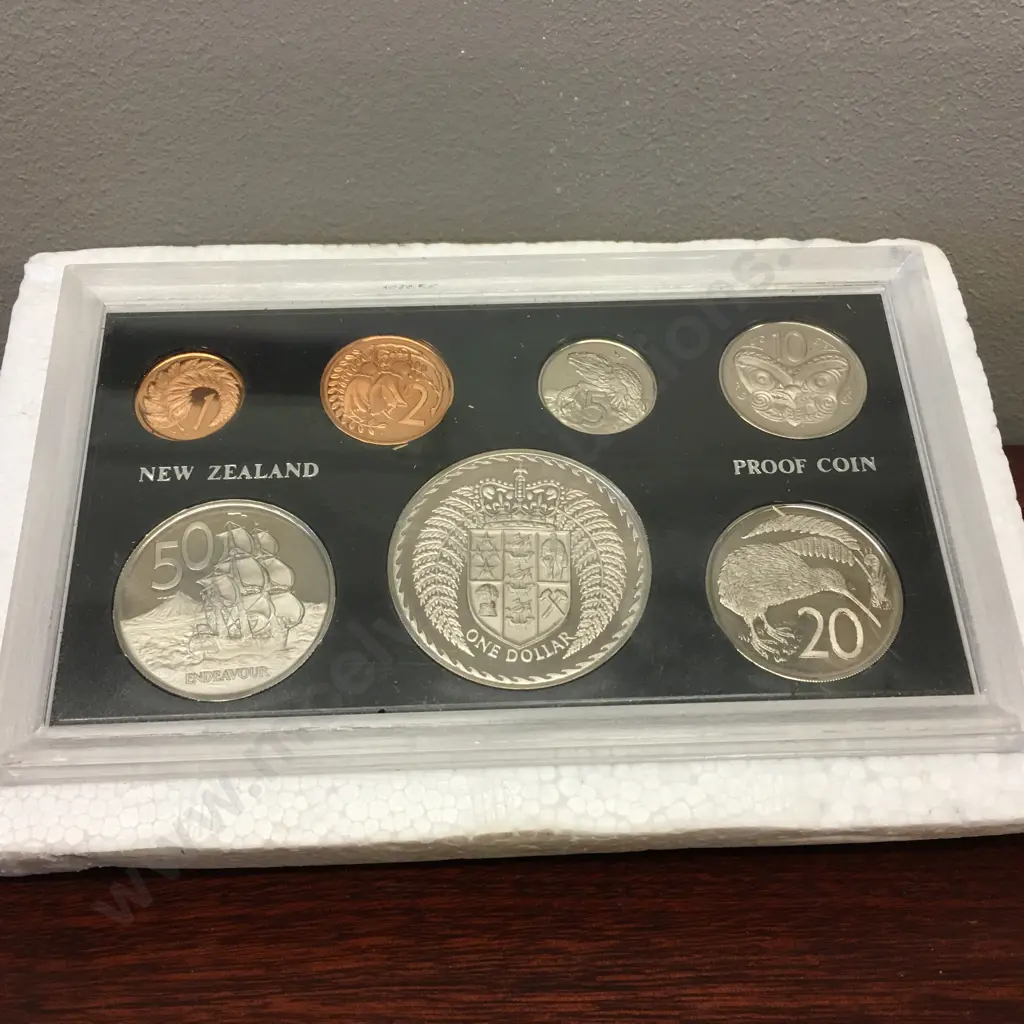 1
2
5
10
NEW ZEALAND
PROOF COIN
50
ENDEAVOUR
ONE DOLLAR
20